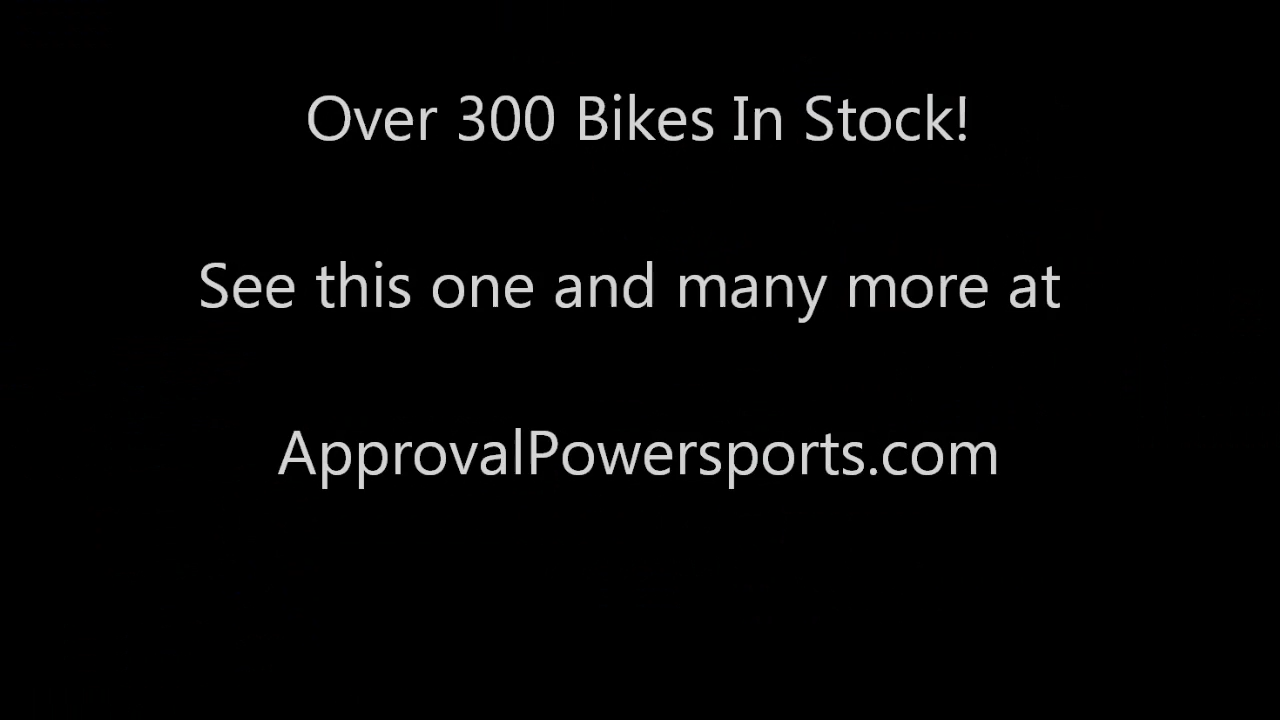 Over 300 Bikes In Stock!
See this one and many more at
ApprovalPowersports.com